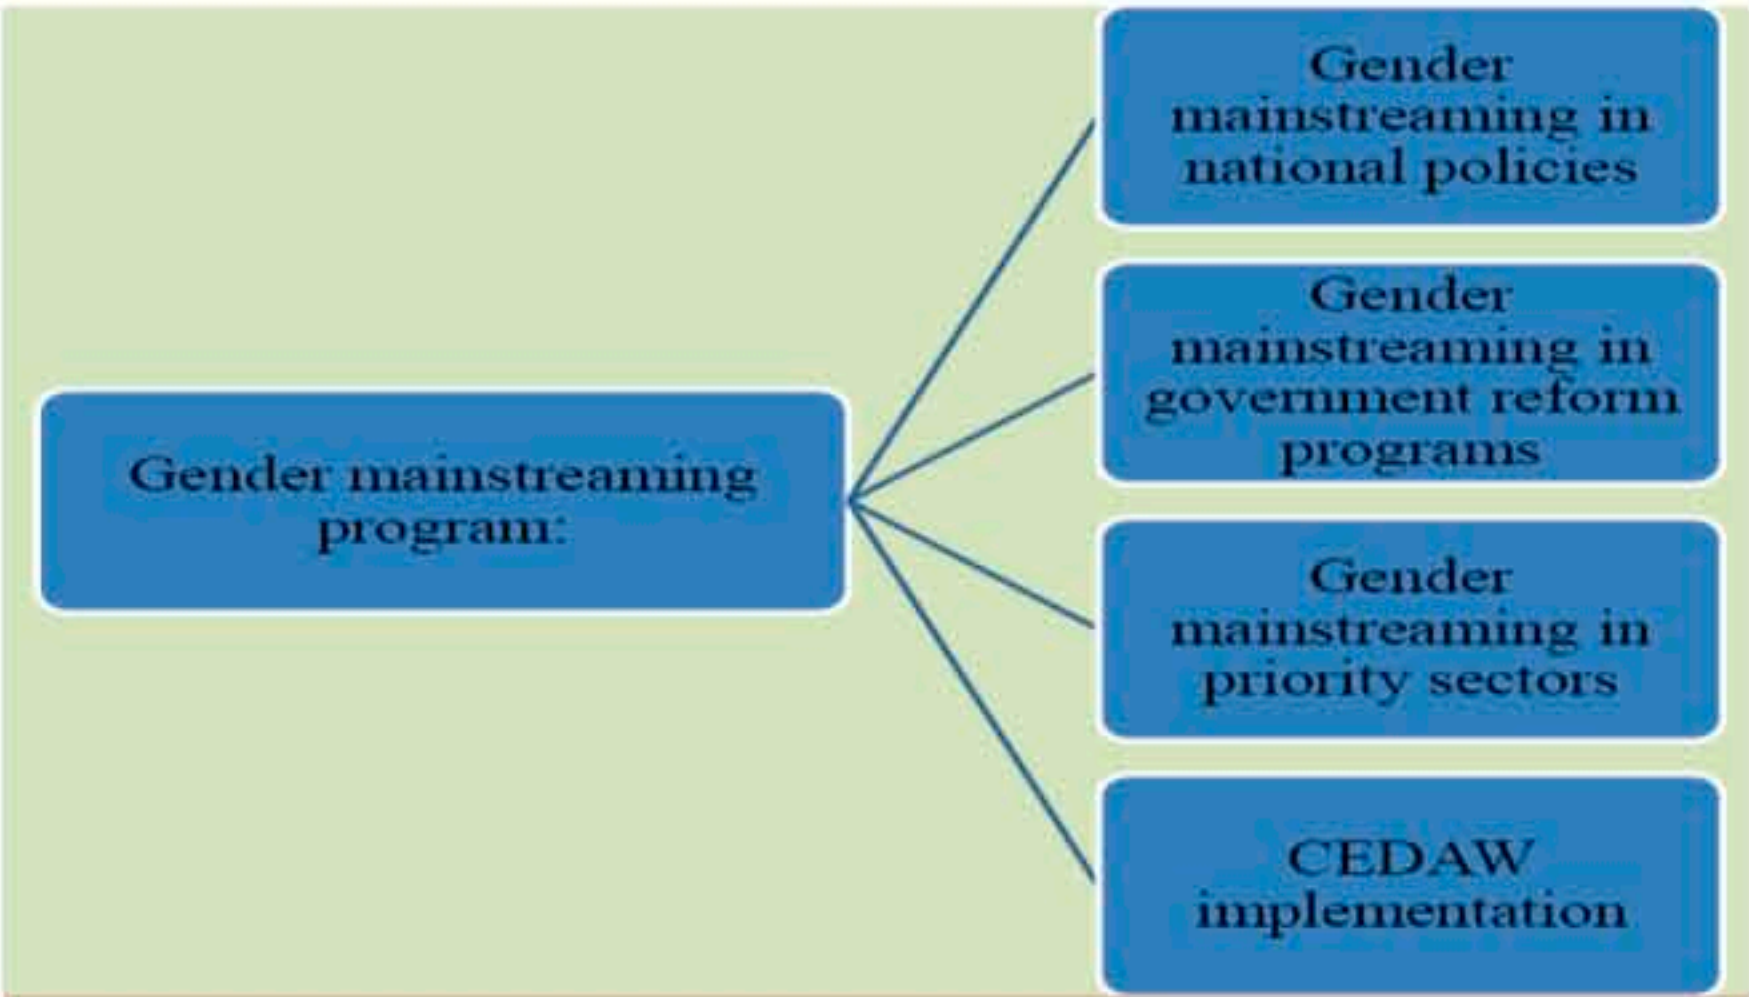 Gender mainstreaming
program:
Gender
mainstreaming in
national policies
Gender
mainstreaming in
government reform
programs
Gender
mainstreaming in
priority sectors
CEDAW
implementation